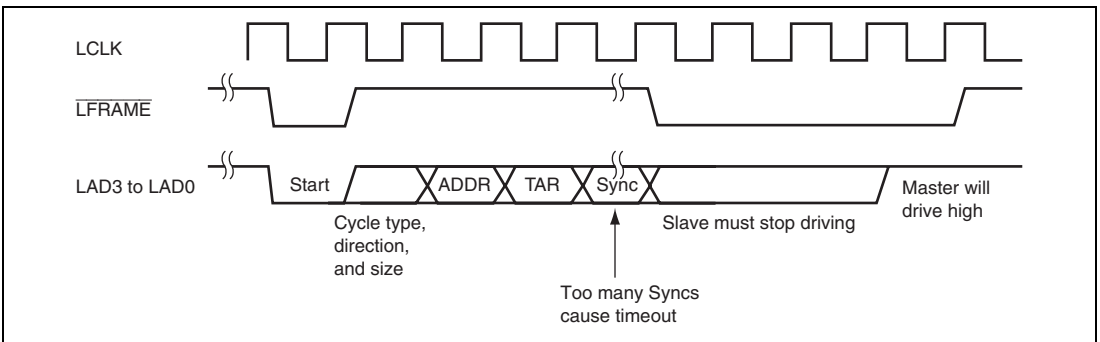 LCLK
LFRAME
LAD3 to LAD0
Start
ADDR
TAR
Sync
Cycle type,
direction,
and size
Slave must stop driving
Master will
drive high
Too many Syncs
cause timeout